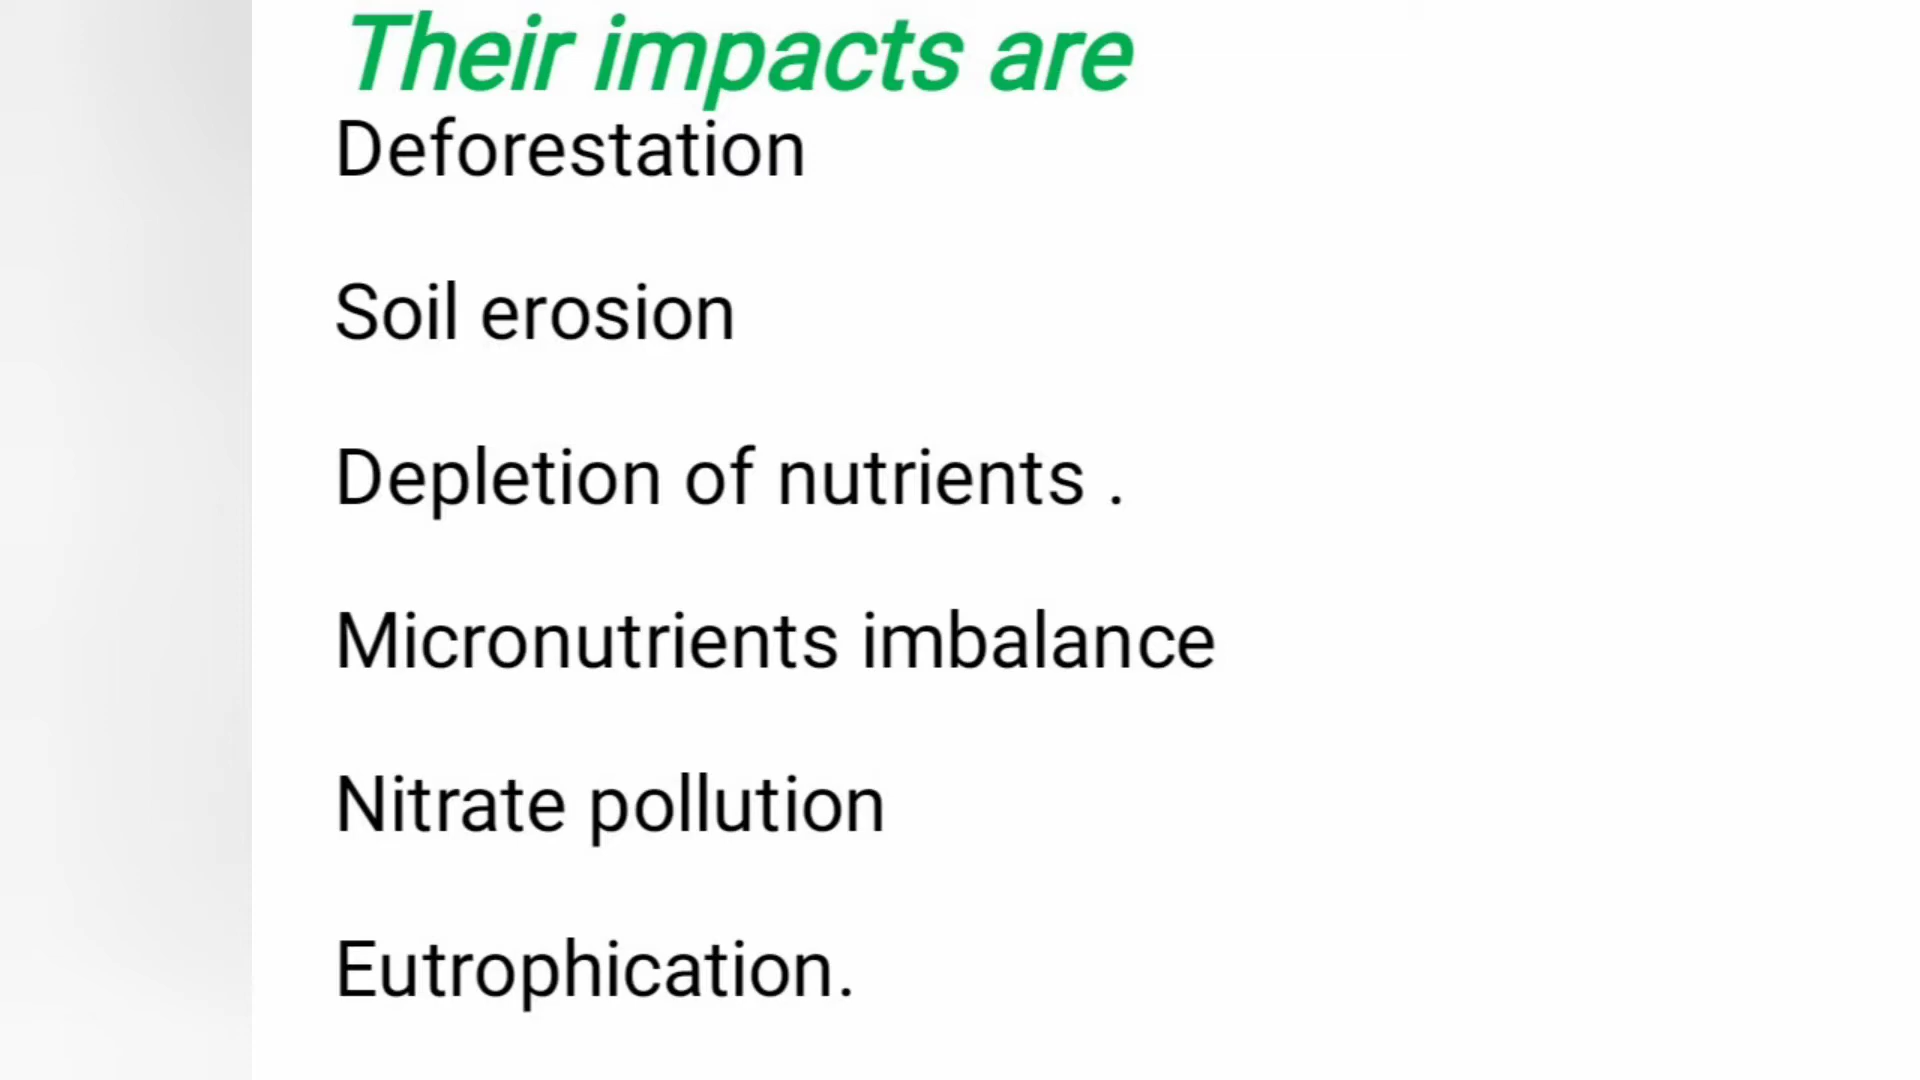 Their impacts are
Deforestation
Soil erosion
Depletion of nutrients .
Micronutrients imbalance
Nitrate pollution
Eutrophication.